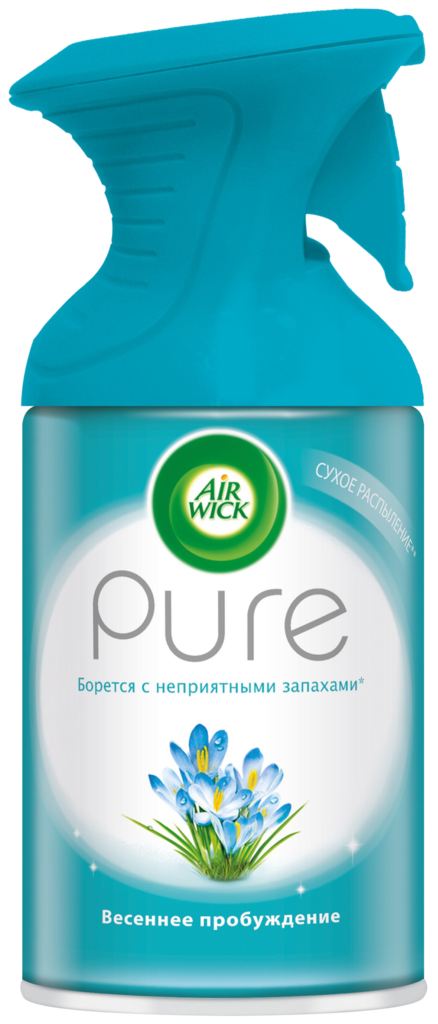 AIR
WICK
СУХОЕ РАСПЫЛЕНИЕ**
Pure
Борется с неприятными запахами*
Весеннее пробуждение